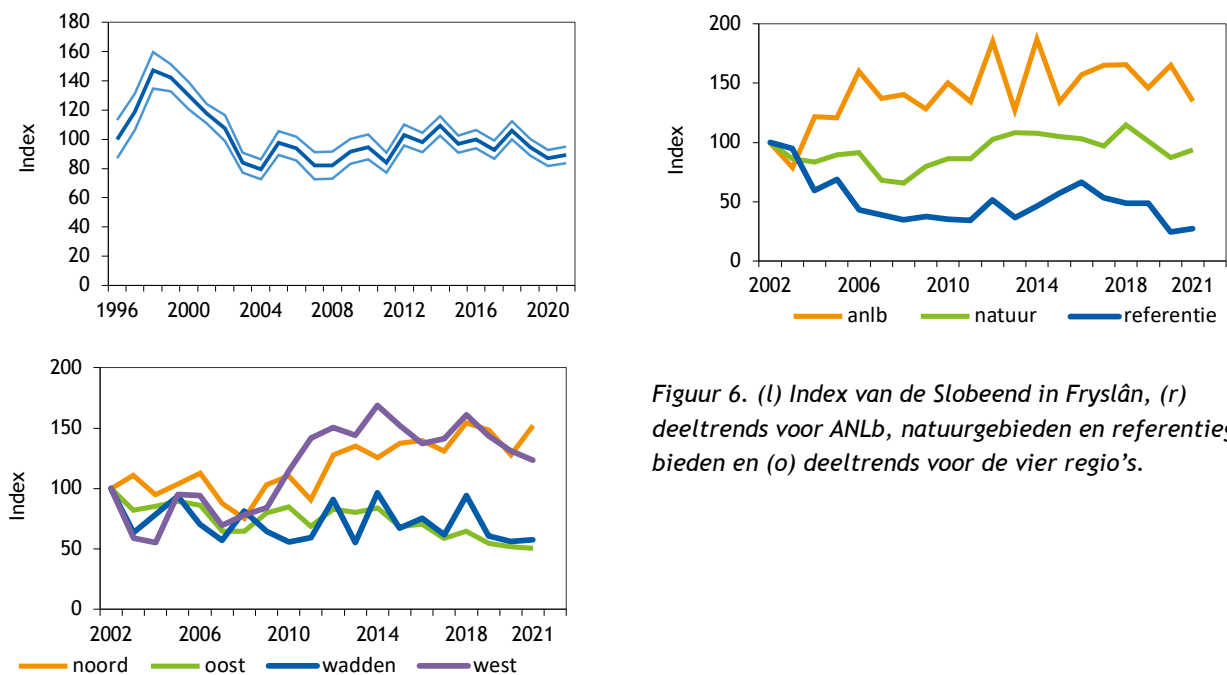 180
160
140
120
100
80
60
40
20
0
Index
1996 2000 2004 2008 2012 2016 2020
200
150
100
50
0
Index
2002 2006 2010 2014 2018 2021
anlb natuur referentie
200
150
100
50
0
Index
2002 2006 2010 2014 2018 2021
noord oost wadden west
Figuur 6. (l) Index van de Slobeend in Fryslân, (r)
deeltrends voor ANLb, natuurgebieden en referentieg
bieden en (o) deeltrends voor de vier regio’s.